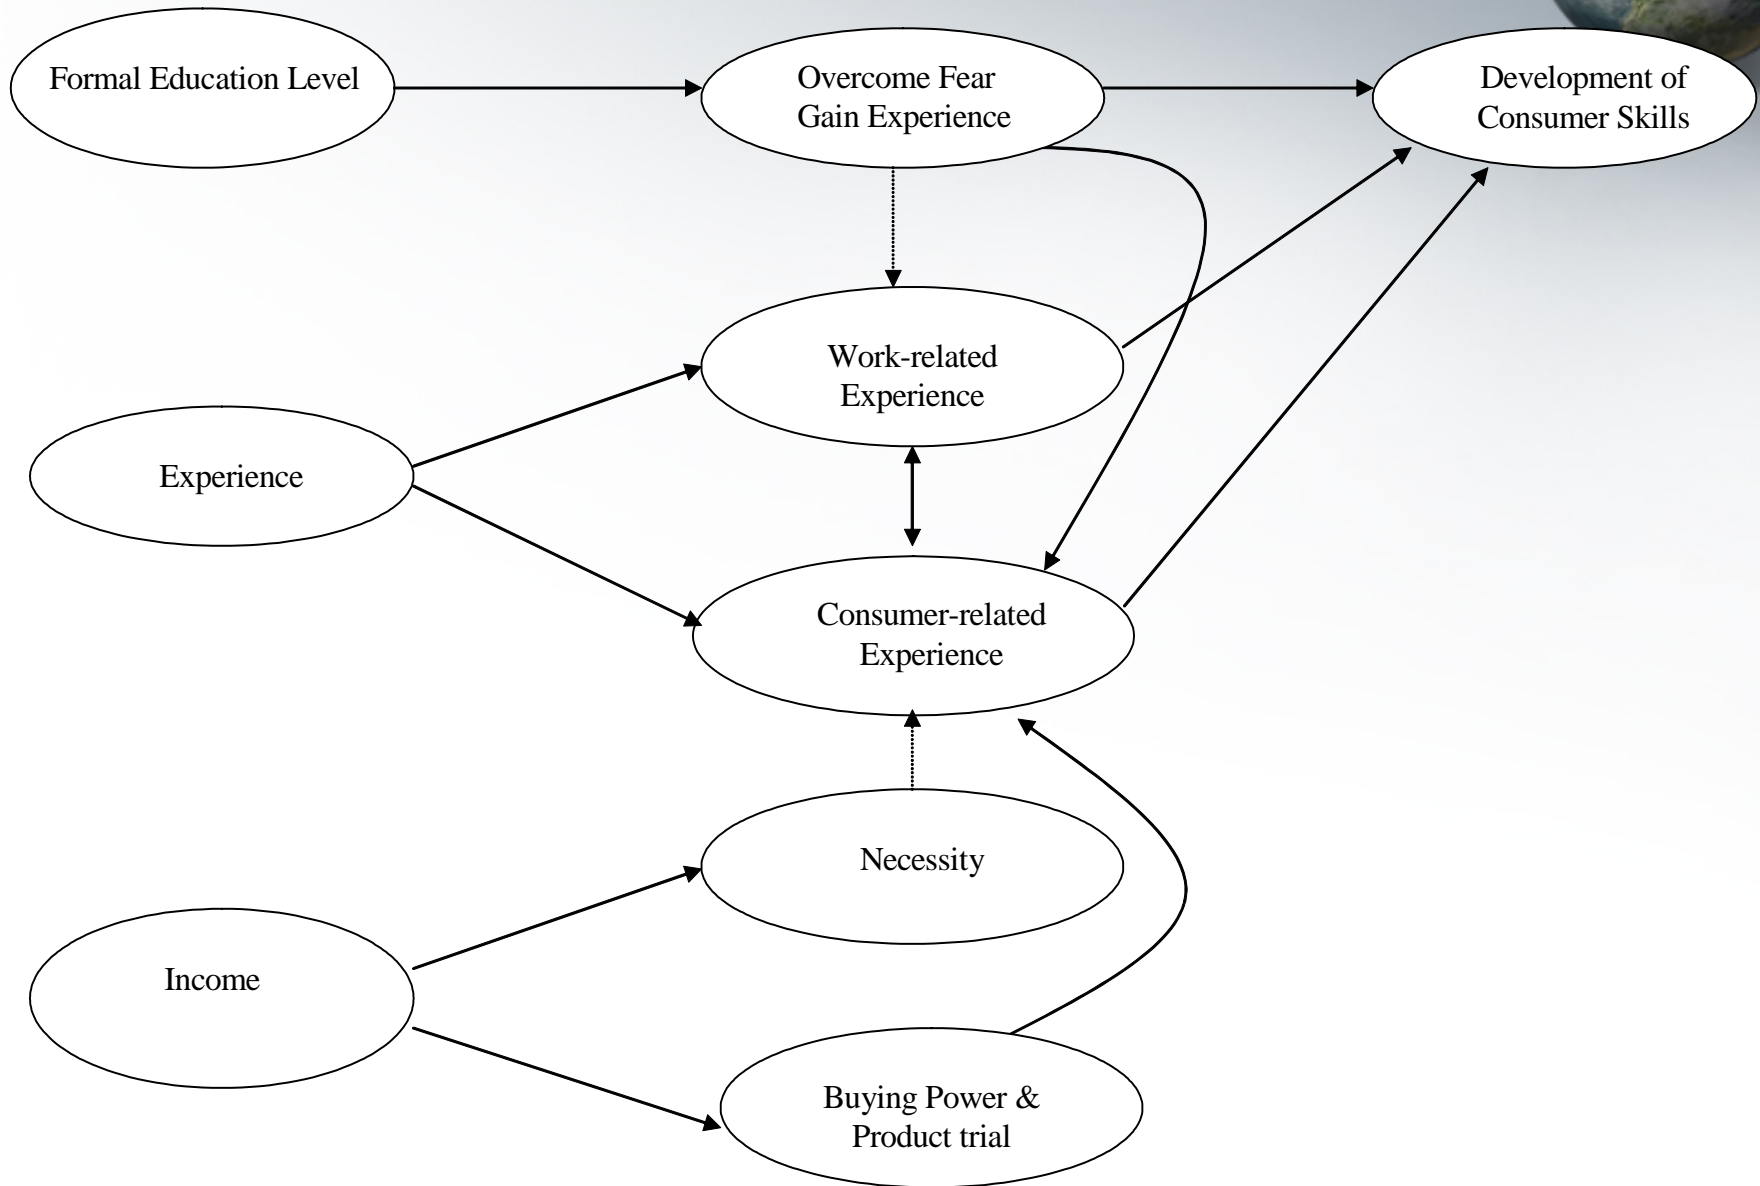 Formal Education Level
Overcome Fear
Gain Experience
Development of
Consumer Skills
Work-related
Experience
Experience
Consumer-related
Experience
Necessity
Income
Buying Power &
Product trial